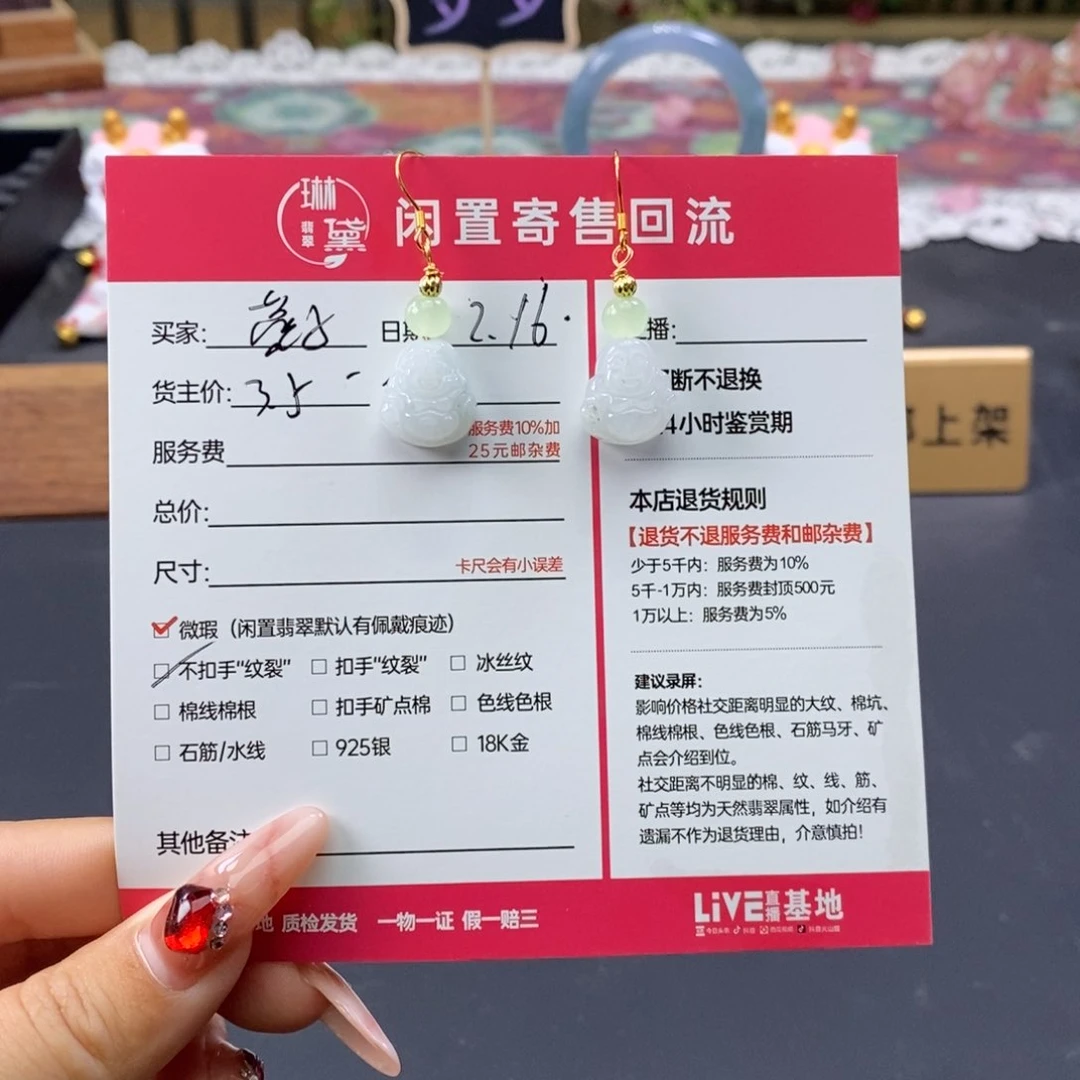 琳黛翡翠
闲置寄售回流
买家:
日期
2.16.
货主价:
35
服务费
服务费10%加
25元邮杂费
总价:
尺寸:
卡尺会有小误差
微瑕（闲置翡翠默认有佩戴痕迹）
不扣手“纹裂” 扣手“纹裂” 冰丝纹
棉线棉根 扣手矿点棉 色线色根
石筋/水线 925银 18K金
其他备注
播:
断不退换
4小时鉴赏期
本店退货规则
【退货不退服务费和邮杂费】
少于5千内：服务费为10%
5千-1万内：服务费封顶500元
1万以上：服务费为5%
建议录屏：
影响价格社交距离明显的大纹、棉坑、
棉线棉根、色线色根、石筋马牙、矿
点会介绍到位。
社交距离不明显的棉、纹、线、筋、
矿点等均为天然翡翠属性，如介绍有
遗漏不作为退货理由，介意慎拍！
地 质检发货 一物一证 假一赔三
LiVE直播基地
上架